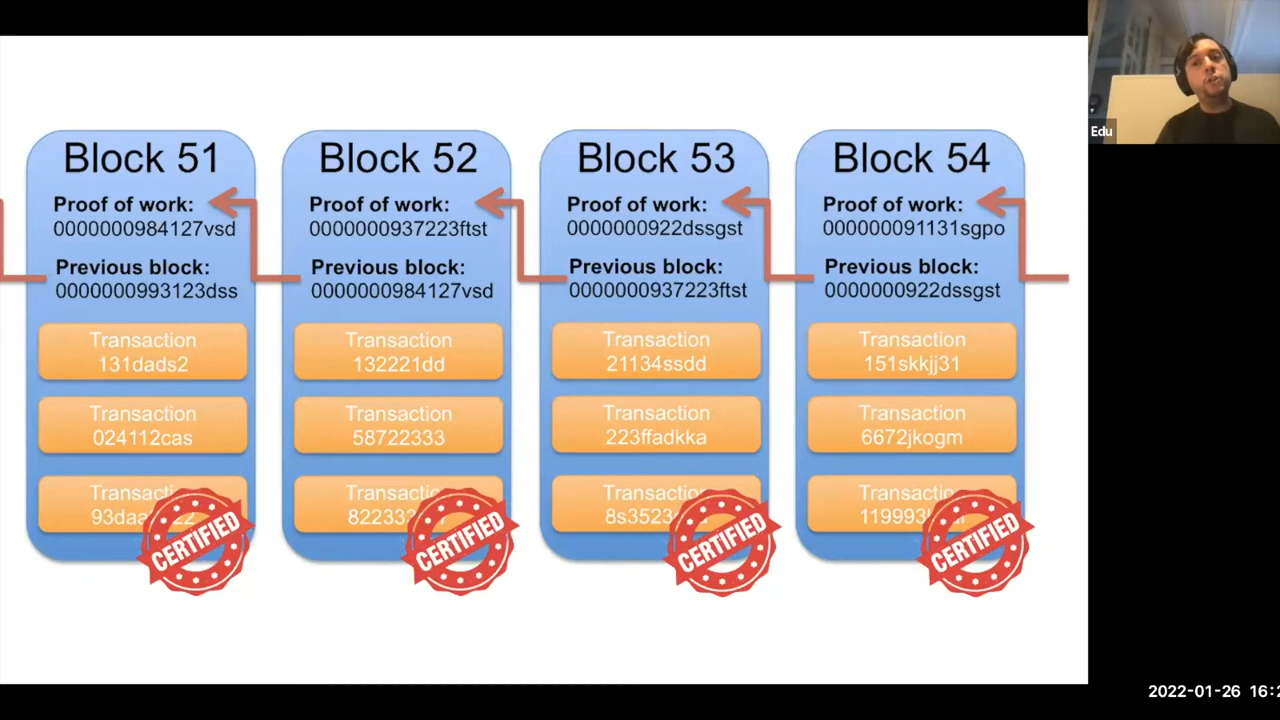 Block 51
Proof of work:
0000000984127vsd
Previous block:
0000000993123dss
Transaction
131dads2
Transaction
024112cas
CERTIFIED
Block 52
Proof of work:
0000000937223ftst
Previous block:
0000000984127vsd
Transaction
132221dd
Transaction
58722333
CERTIFIED
Block 53
Proof of work:
0000000922dssgst
Previous block:
0000000937223ftst
Transaction
21134ssdd
Transaction
223ffadkka
CERTIFIED
Block 54
Proof of work:
000000091131sgpo
Previous block:
0000000922dssgst
Transaction
151skkjj31
Transaction
6672jkogm
CERTIFIED
Edu
2022-01-26 16:2